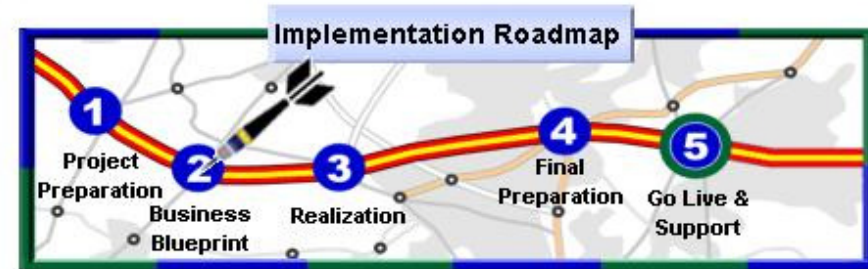 Implementation Roadmap
1
Project
Preparation
2
Business
Blueprint
3
Realization
4
Final
Preparation
5
Go Live &
Support